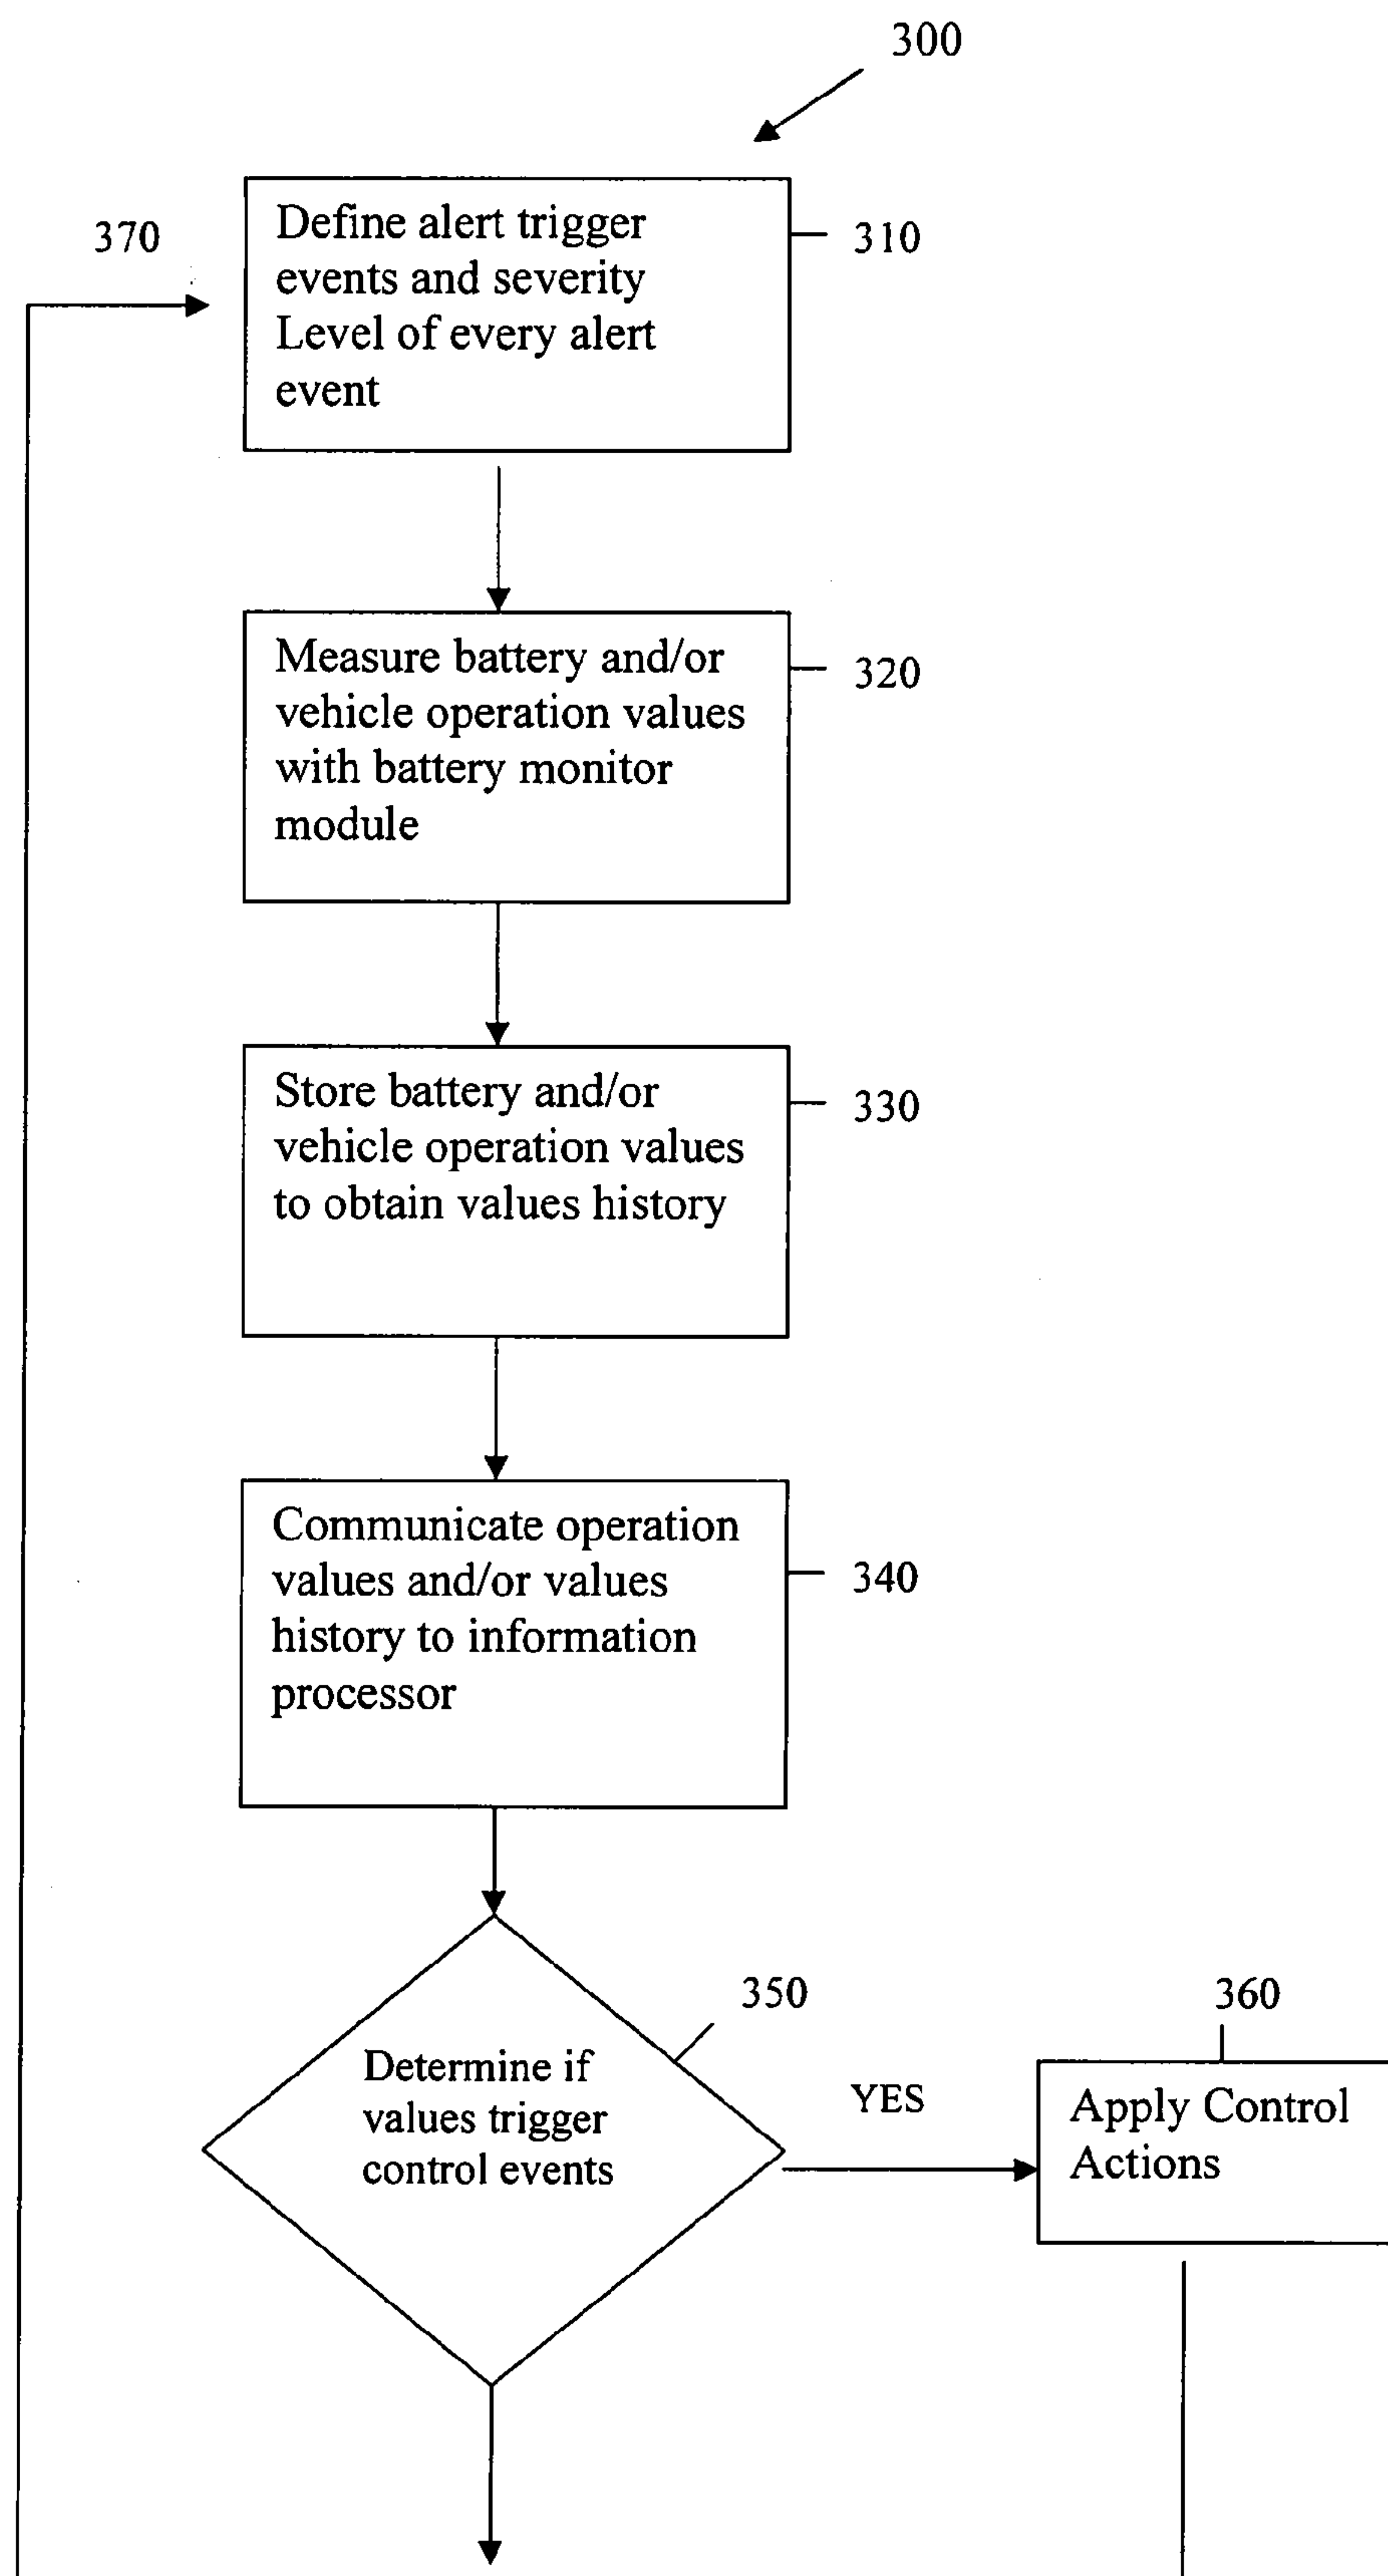 300
370
Define alert trigger
events and severity
Level of every alert
event
310
Measure battery and/or
vehicle operation values
with battery monitor
module
320
Store battery and/or
vehicle operation values
to obtain values history
330
Communicate operation
values and/or values
history to information
processor
340
350
Determine if
values trigger
control events
YES
360
Apply Control
Actions